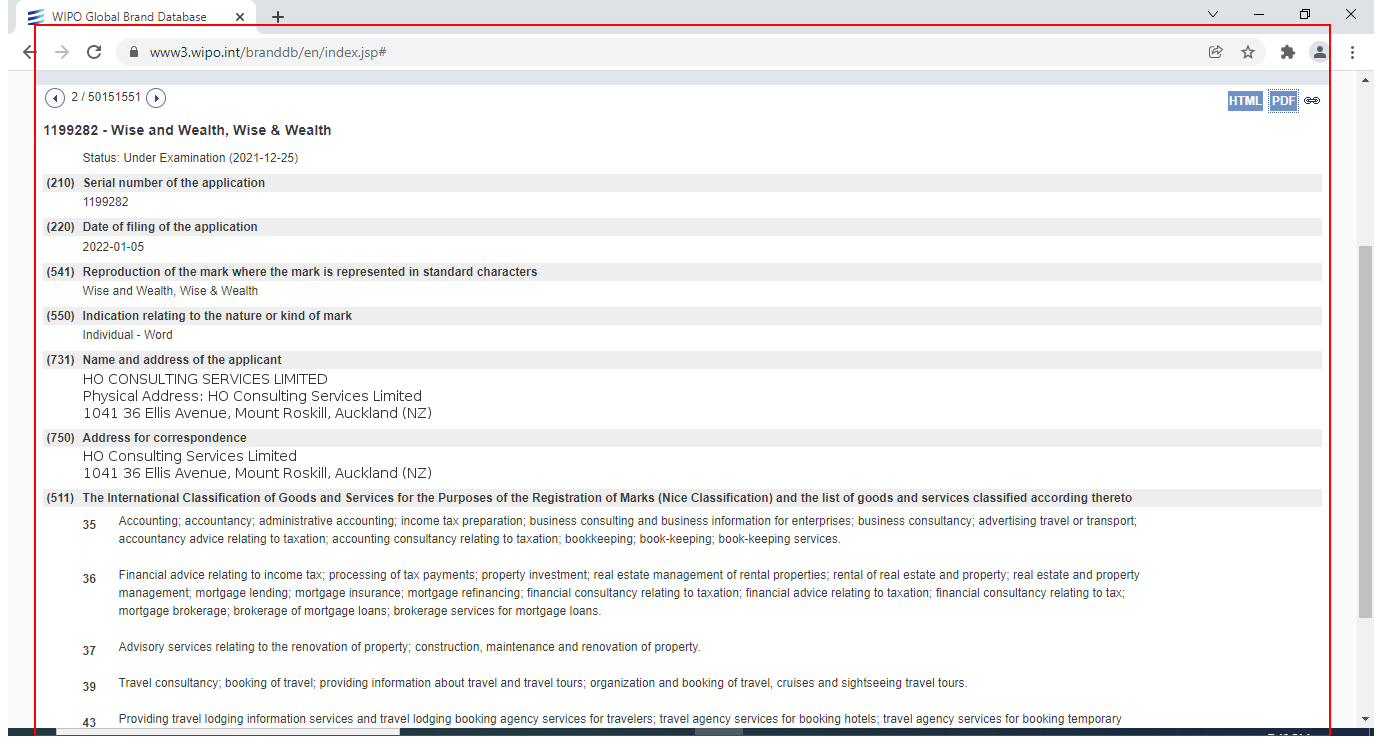 WIPO Global Brand Database
www3.wipo.int/branddb/en/index.jsp#
2 / 50151551
HTML PDF
1199282 - Wise and Wealth, Wise & Wealth
Status: Under Examination (2021-12-25)
(210) Serial number of the application
1199282
(220) Date of filing of the application
2022-01-05
(541) Reproduction of the mark where the mark is represented in standard characters
Wise and Wealth, Wise & Wealth
(550) Indication relating to the nature or kind of mark
Individual - Word
(731) Name and address of the applicant
HO CONSULTING SERVICES LIMITED
Physical Address: HO Consulting Services Limited
1041 36 Ellis Avenue, Mount Roskill, Auckland (NZ)
(750) Address for correspondence
HO Consulting Services Limited
1041 36 Ellis Avenue, Mount Roskill, Auckland (NZ)
(511) The International Classification of Goods and Services for the Purposes of the Registration of Marks (Nice Classification) and the list of goods and services classified according thereto
35 Accounting; accountancy; administrative accounting; income tax preparation; business consulting and business information for enterprises; business consultancy; advertising travel or transport;
accountancy advice relating to taxation; accounting consultancy relating to taxation; bookkeeping; book-keeping; book-keeping services.
36 Financial advice relating to income tax; processing of tax payments; property investment; real estate management of rental properties; rental of real estate and property; real estate and property
management; mortgage lending; mortgage insurance; mortgage refinancing; financial consultancy relating to taxation; financial advice relating to taxation; financial consultancy relating to tax;
mortgage brokerage; brokerage of mortgage loans; brokerage services for mortgage loans.
37 Advisory services relating to the renovation of property; construction, maintenance and renovation of property.
39 Travel consultancy; booking of travel; providing information about travel and travel tours; organization and booking of travel, cruises and sightseeing travel tours.
43 Providing travel lodging information services and travel lodging booking agency services for travelers; travel agency services for booking hotels; travel agency services for booking temporary